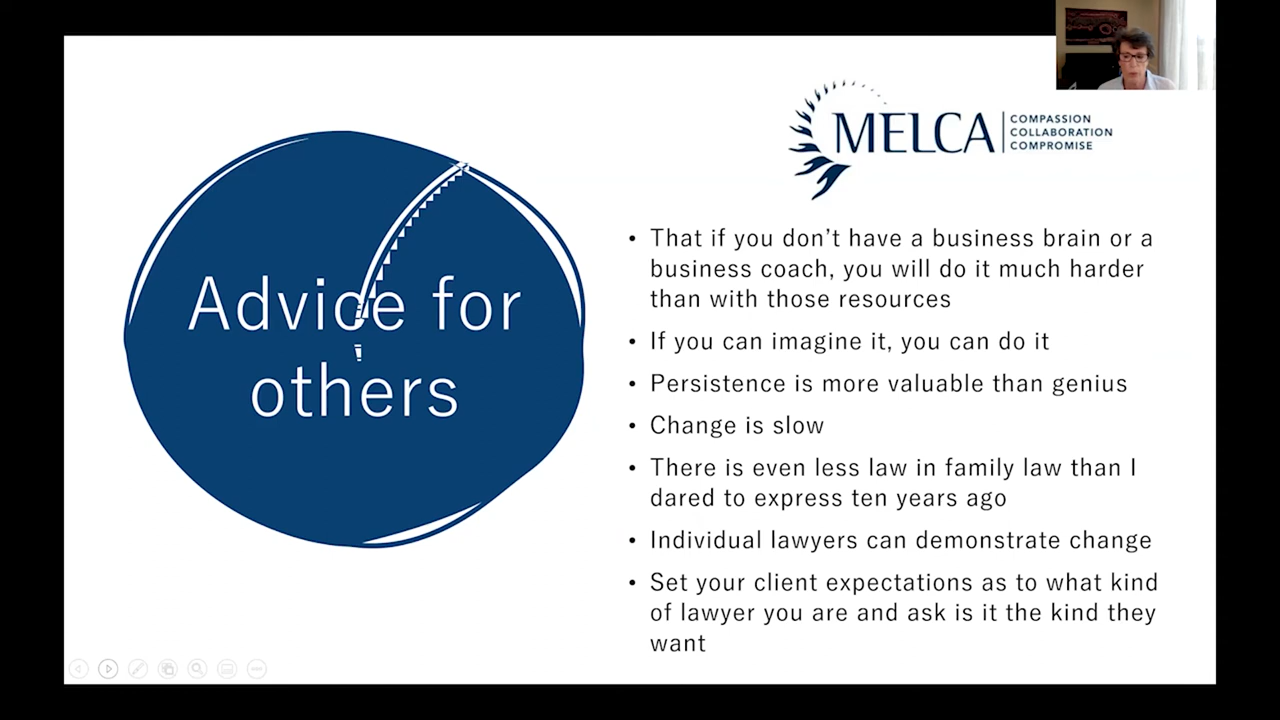 MELCA
COMPASSION
COLLABORATION
COMPROMISE
Advice for
others
• That if you don’t have a business brain or a
business coach, you will do it much harder
than with those resources
• If you can imagine it, you can do it
• Persistence is more valuable than genius
• Change is slow
• There is even less law in family law than I
dared to express ten years ago
• Individual lawyers can demonstrate change
• Set your client expectations as to what kind
of lawyer you are and ask is it the kind they
want